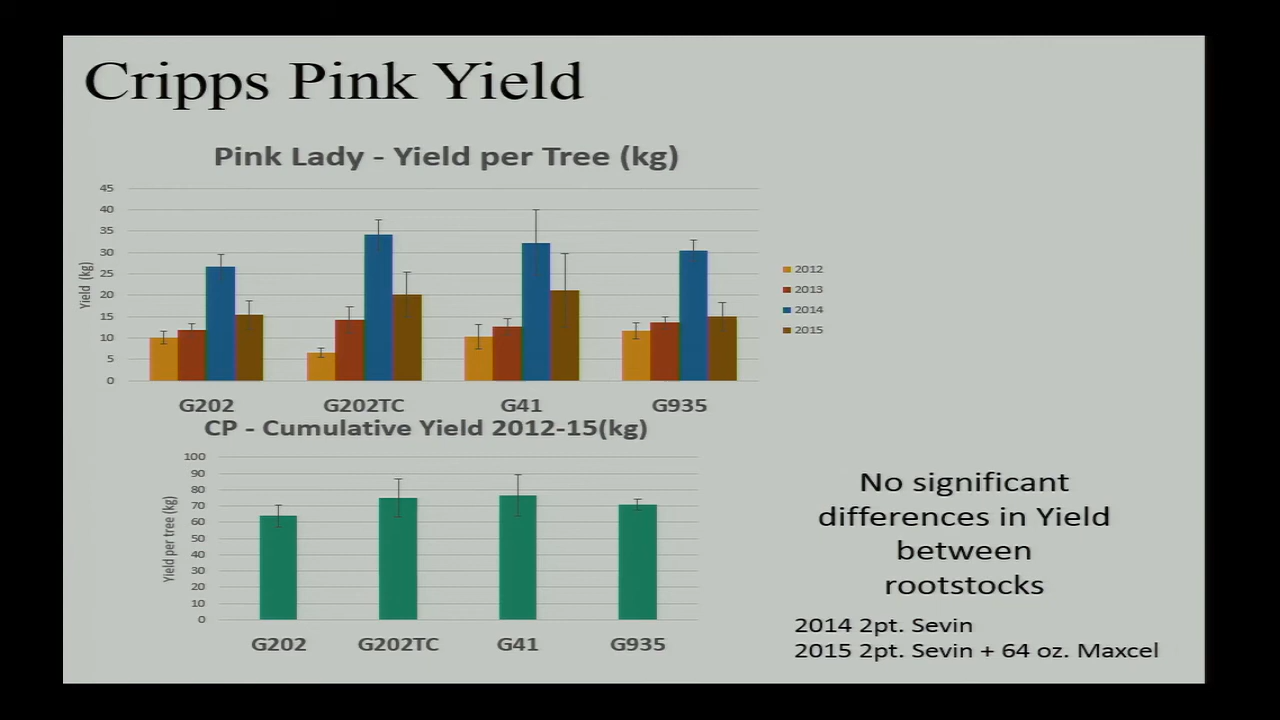 Cripps Pink Yield
Pink Lady - Yield per Tree (kg)
45
40
35
30
25
20
15
10
5
0
Yield (kg)
G202 G202TC G41 G935
2012
2013
2014
2015
CP - Cumulative Yield 2012-15(kg)
100
90
80
70
60
50
40
30
20
10
0
Yield per tree (kg)
G202 G202TC G41 G935
No significant
differences in Yield
between
rootstocks
2014 2pt. Sevin
2015 2pt. Sevin + 64 oz. Maxcel